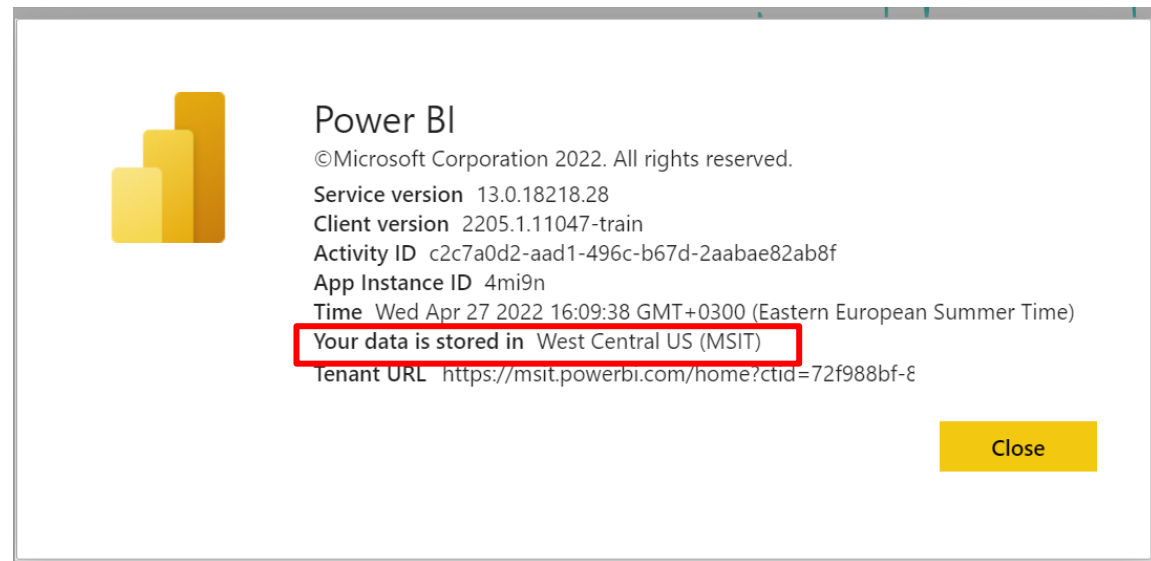 Power BI
©Microsoft Corporation 2022. All rights reserved.
Service version 13.0.18218.28
Client version 2205.1.11047-train
Activity ID c2c7a0d2-aad1-496c-b67d-2aabae82ab8f
App Instance ID 4mi9n
Time Wed Apr 27 2022 16:09:38 GMT+0300 (Eastern European Summer Time)
Your data is stored in West Central US (MSIT)
Tenant URL https://msit.powerbi.com/home?ctid=72f988bf-8
Close